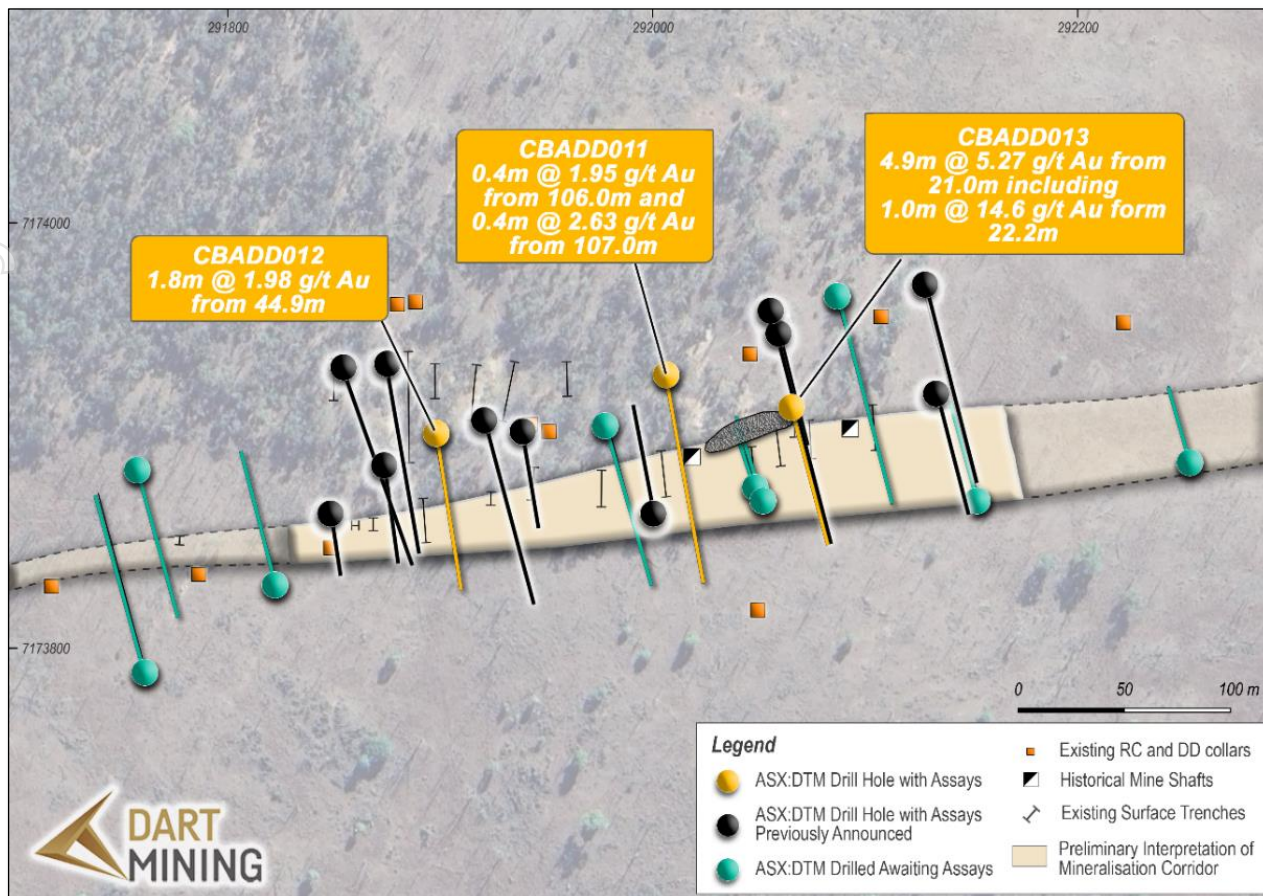 291800
292000
292200
CBADD011
0.4m @ 1.95 g/t Au
from 106.0m and
0.4m @ 2.63 g/t Au
from 107.0m
CBADD013
4.9m @ 5.27 g/t Au from
21.0m including
1.0m @ 14.6 g/t Au form
22.2m
7174000
CBADD012
1.8m @ 1.98 g/t Au
from 44.9m
7173800
0 50 100 m
Legend
ASX:DTM Drill Hole with Assays
ASX:DTM Drill Hole with Assays
Previously Announced
ASX:DTM Drilled Awaiting Assays
Existing RC and DD collars
Historical Mine Shafts
Existing Surface Trenches
Preliminary Interpretation of
Mineralisation Corridor
DART
MINING